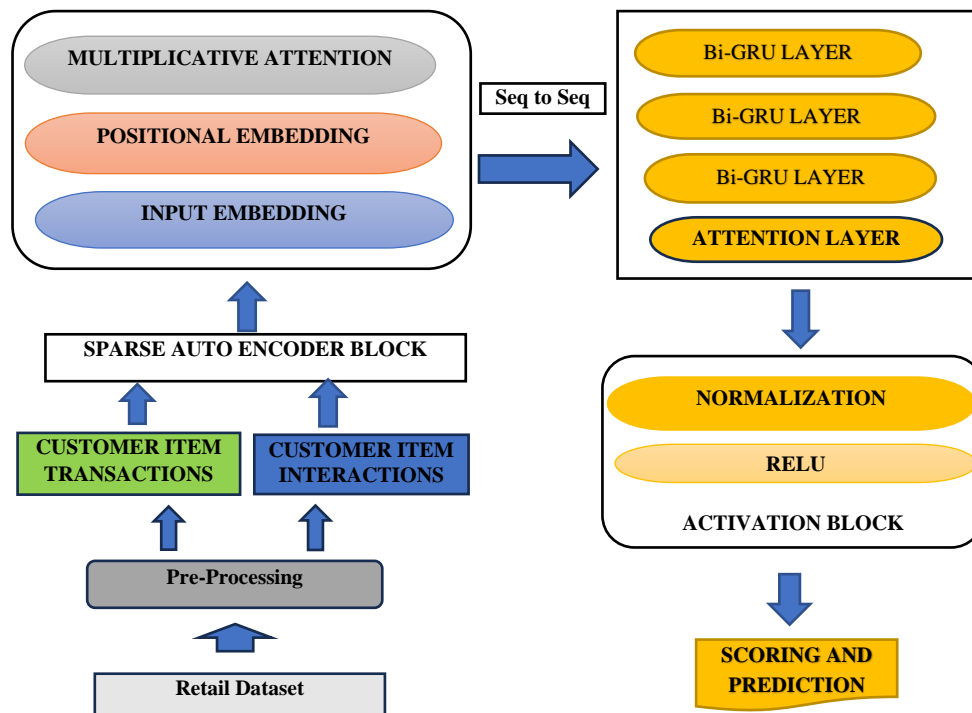 MULTIPLICATIVE ATTENTION
POSITIONAL EMBEDDING
INPUT EMBEDDING
Seq to Seq
Bi-GRU LAYER
Bi-GRU LAYER
Bi-GRU LAYER
ATTENTION LAYER
SPARSE AUTO ENCODER BLOCK
CUSTOMER ITEM
TRANSACTIONS
CUSTOMER ITEM
INTERACTIONS
Pre-Processing
Retail Dataset
NORMALIZATION
RELU
ACTIVATION BLOCK
SCORING AND
PREDICTION